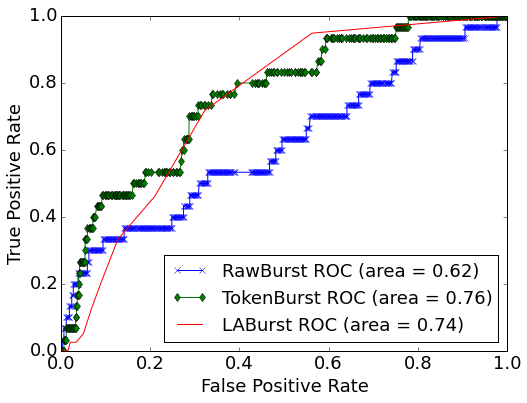 1.0
0.8
0.6
0.4
0.2
0.0
True Positive Rate
RawBurst ROC (area = 0.62)
TokenBurst ROC (area = 0.76)
LABurst ROC (area = 0.74)
0.0 0.2 0.4 0.6 0.8 1.0
False Positive Rate